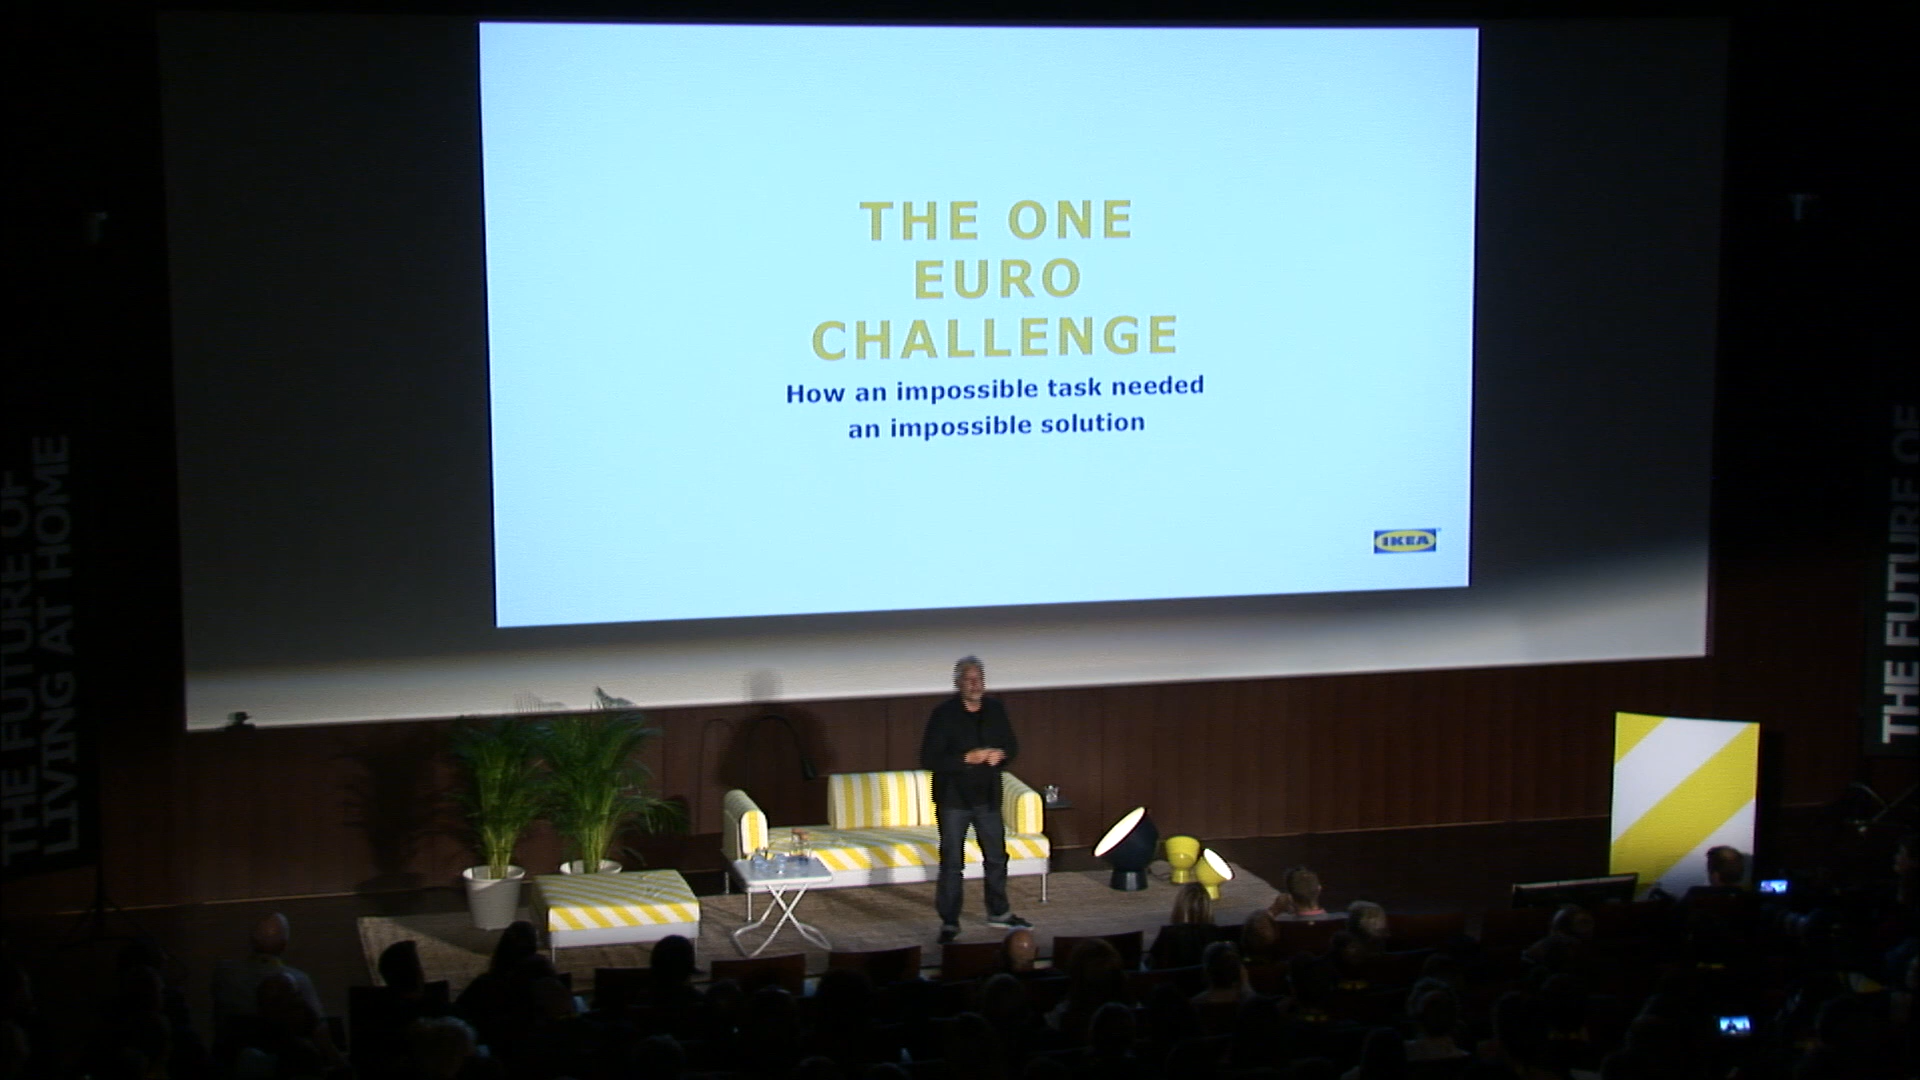 THE ONE
EURO
CHALLENGE
How an impossible task needed
an impossible solution
IKEA
THE FUTURE OF
LIVING AT HOME
THE FUTURE OF